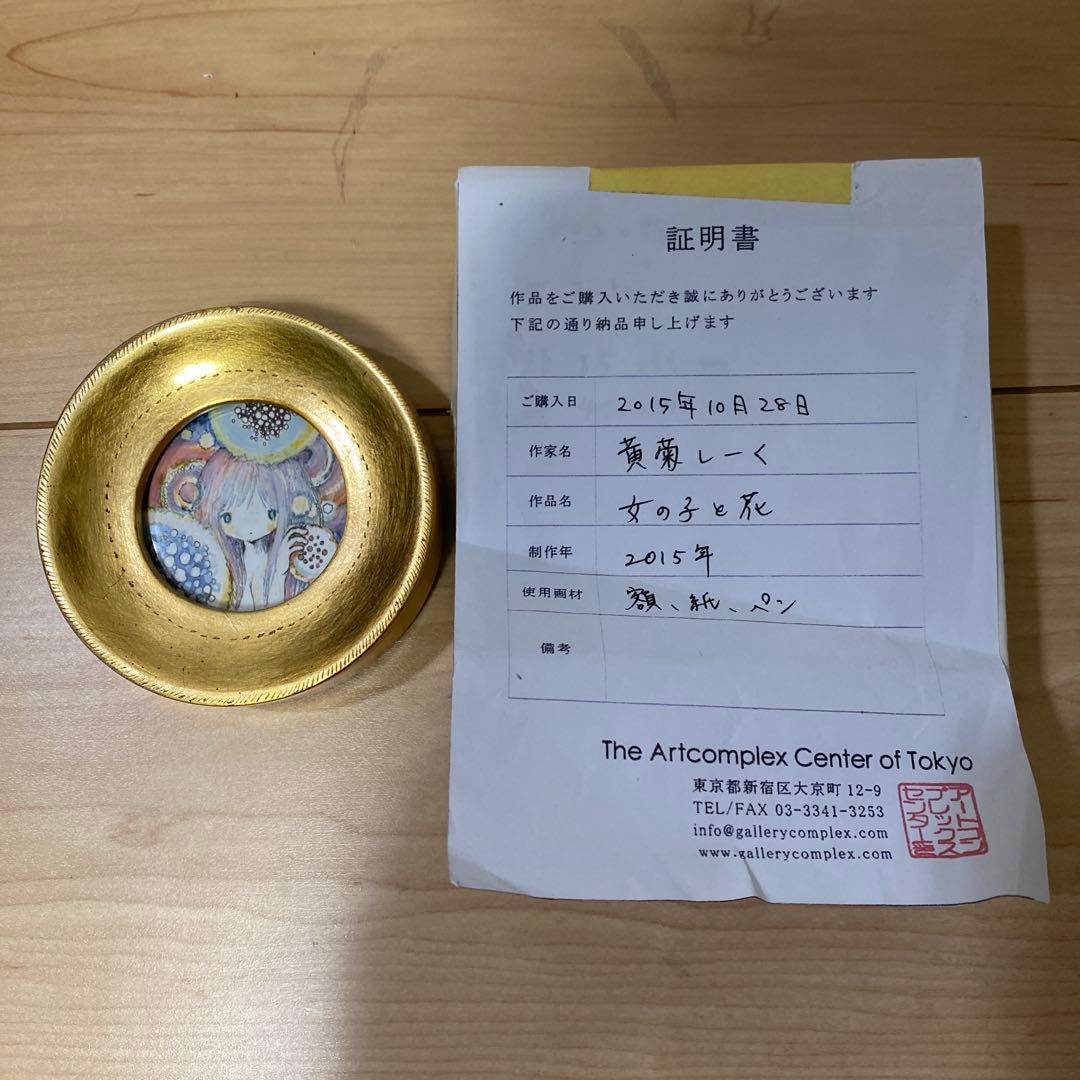 証明書
作品をご購入いただき誠にありがとうございます
下記の通り納品申し上げます
ご購入日 2015年10月28日
作家名 黄菊しーく
作品名 女の子と花
制作年 2015年
使用画材 額、紙、ペン
備考
The Artcomplex Center of Tokyo
東京都新宿区大京町 12-9
TEL/FAX 03-3341-3253
info@gallerycomplex.com
www.gallerycomplex.com
アートコン
プレックス
センター